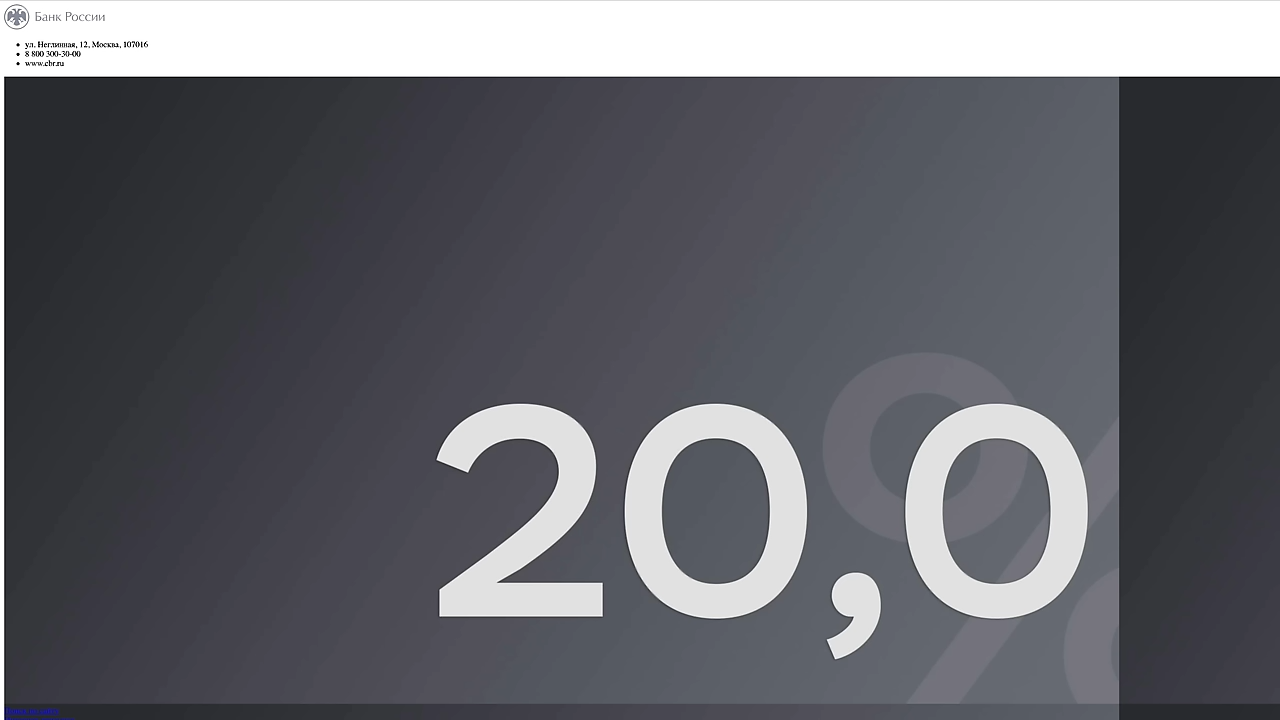 Банк России
ул. Неглинная, 12, Москва, 107016
8 800 300-30-00
www.cbr.ru
20,0
%